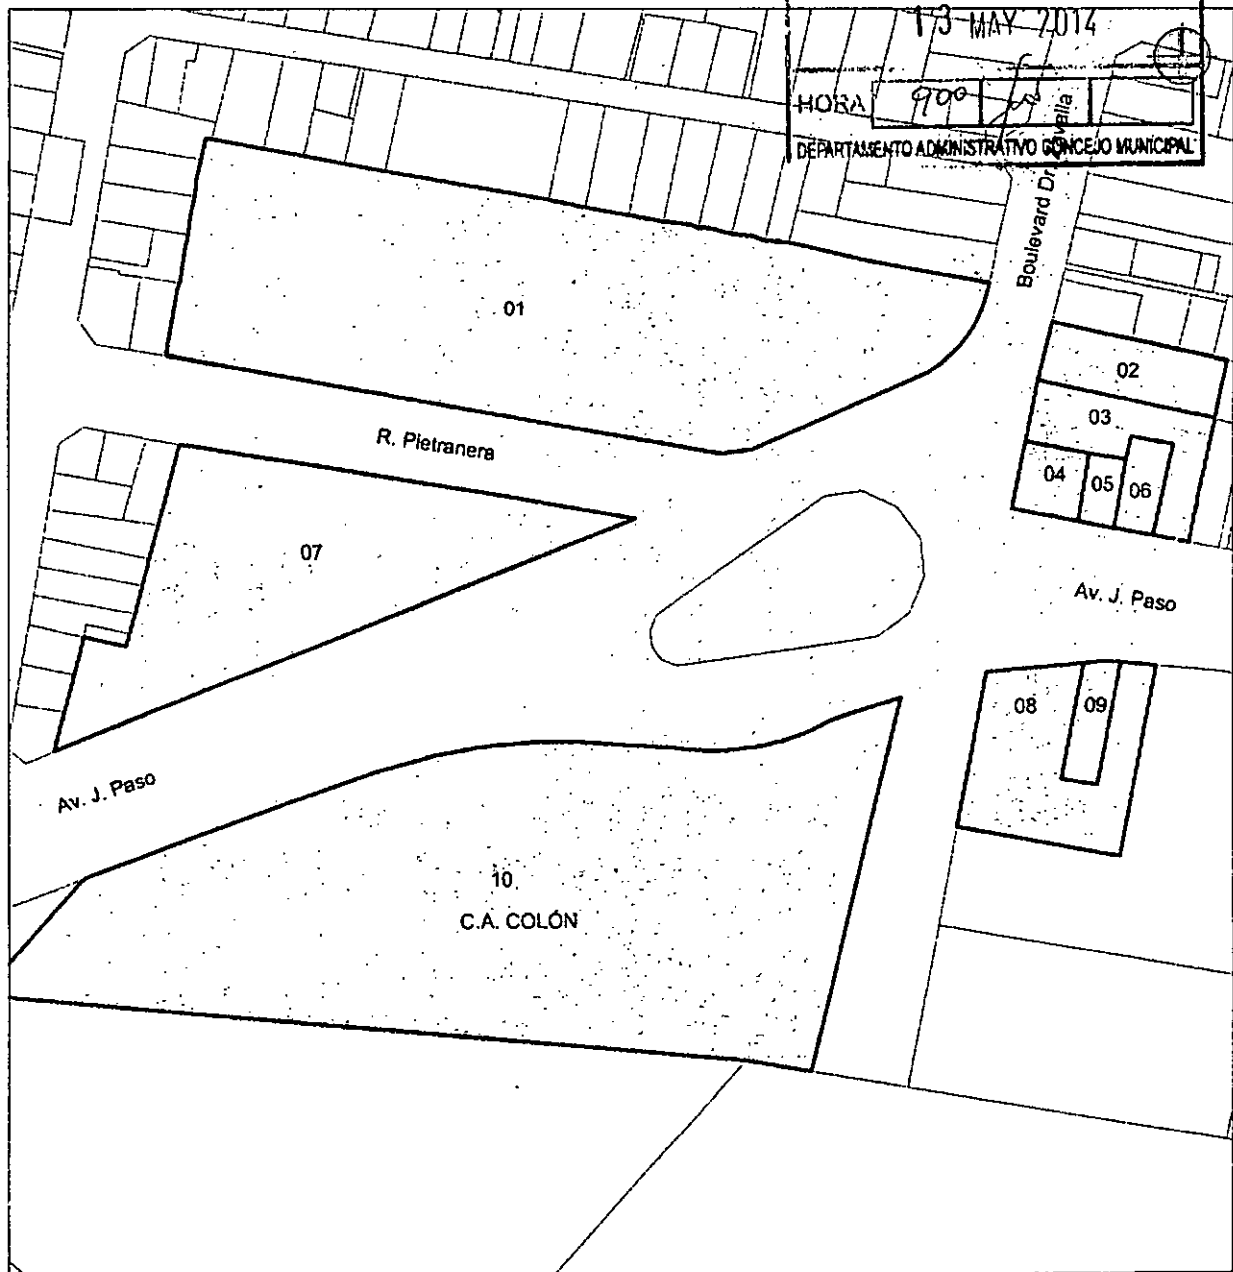 13 MAY 2014
HORA 900
DEPARTAMENTO ADMINISTRATIVO CONCEJO MUNICIPAL
Boulevard Dr. Zavalla
01
02
03
R. Pietranera
04 05 06
07
Av. J. Paso
08 09
Av. J. Paso
10
C.A. COLÓN